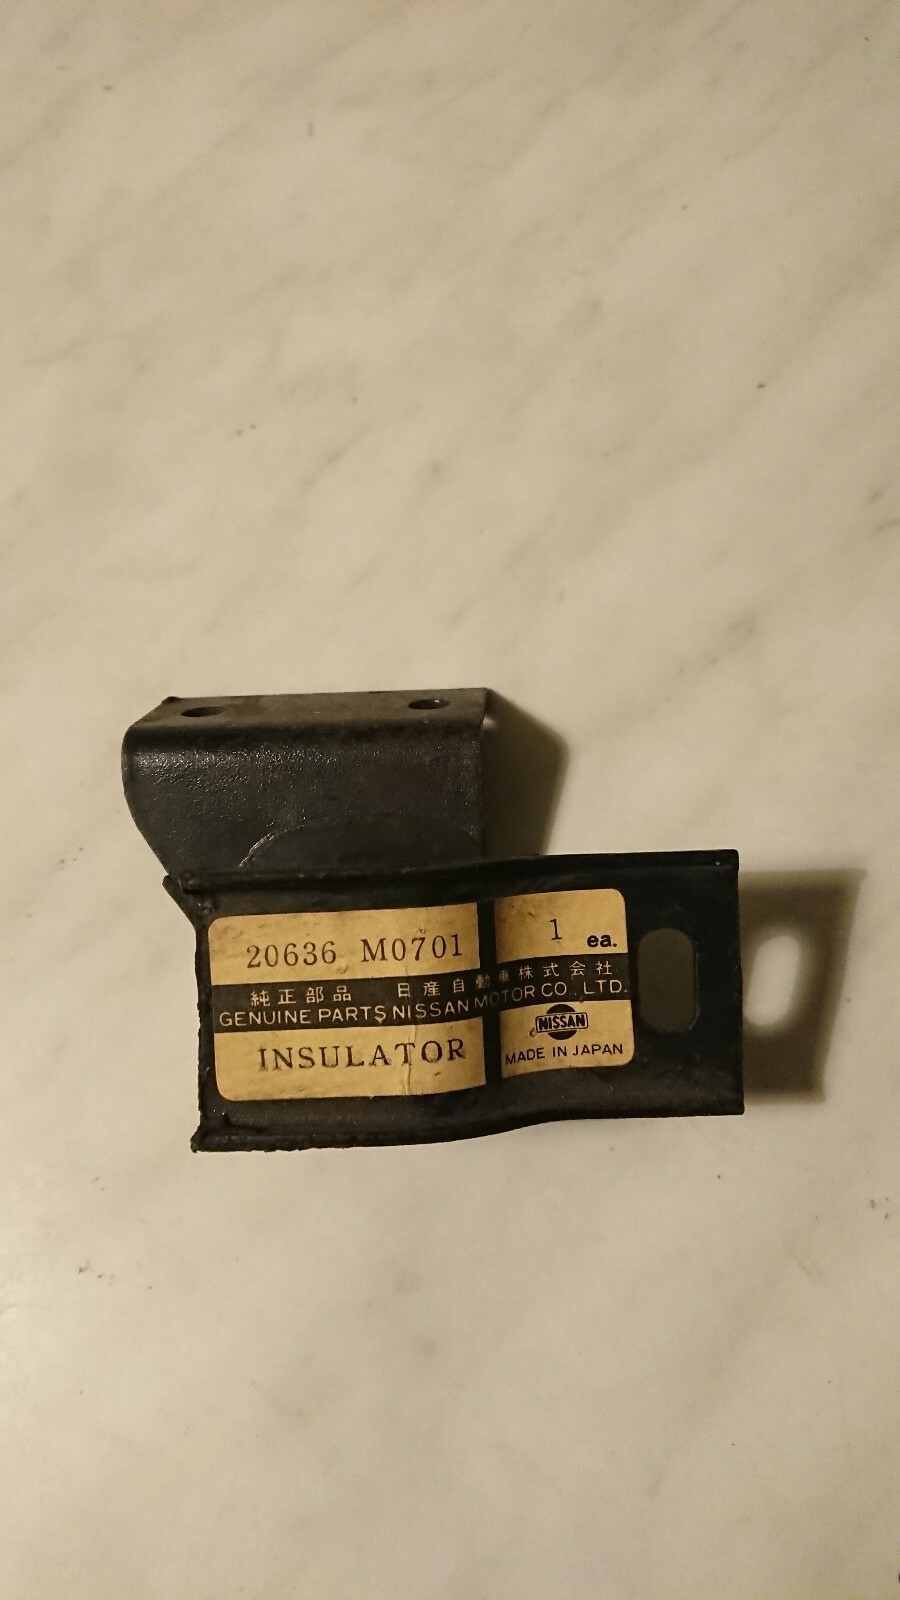 20636 M0701 1 ea.
純正部品 日産自動車株式会社
GENUINE PARTS NISSAN MOTOR CO., LTD.
INSULATOR NISSAN
MADE IN JAPAN